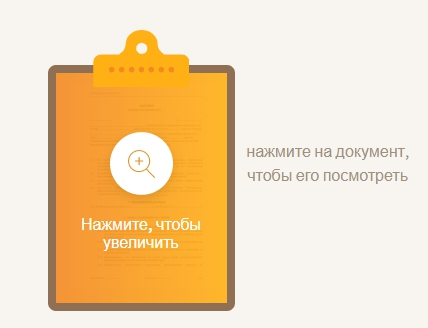 нажмите на документ,
чтобы его посмотреть
Нажмите, чтобы
увеличить